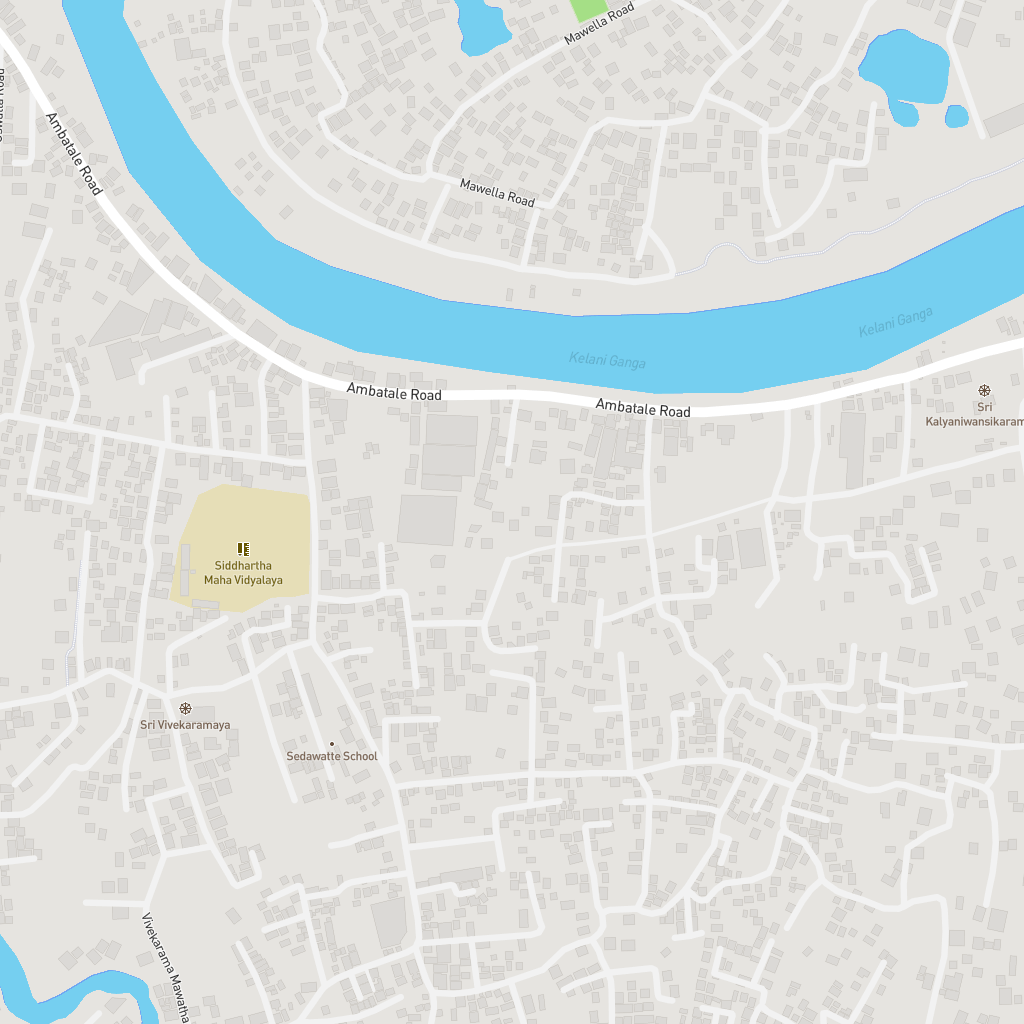 Mawella Road
Ambatale Road
Mawella Road
Kelani Ganga
Kelani Ganga
Ambatale Road
Ambatale Road
Sri
Siddhartha
Maha Vidyalaya
Sri Vivekaramaya
Sedawatte School
Vivekarama Mawatha